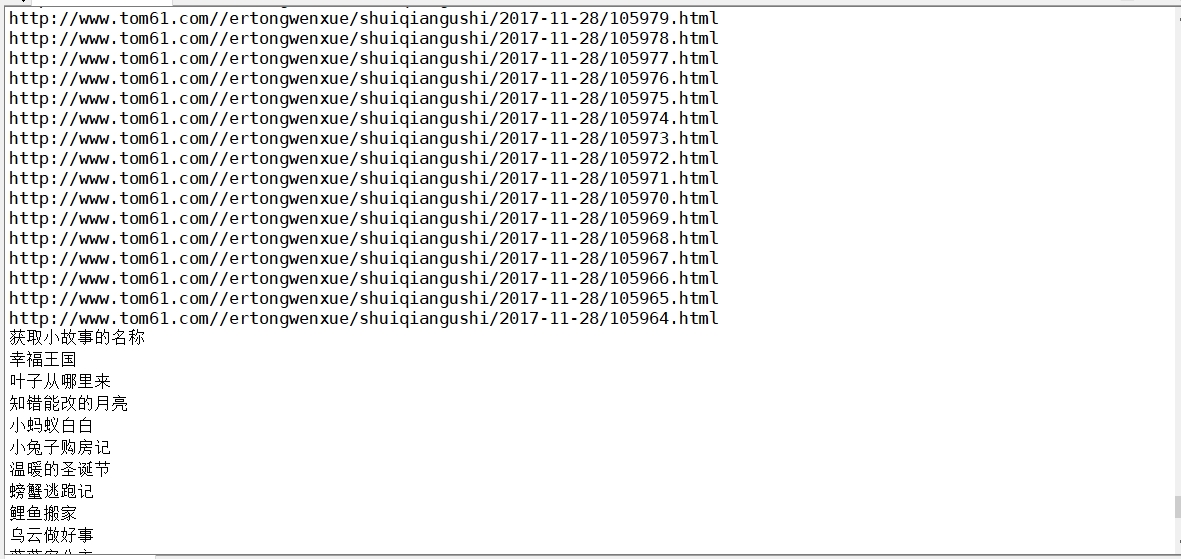 http://www.tom61.com//ertongwenxue/shuiqiangushi/2017-11-28/105979.html
http://www.tom61.com//ertongwenxue/shuiqiangushi/2017-11-28/105978.html
http://www.tom61.com//ertongwenxue/shuiqiangushi/2017-11-28/105977.html
http://www.tom61.com//ertongwenxue/shuiqiangushi/2017-11-28/105976.html
http://www.tom61.com//ertongwenxue/shuiqiangushi/2017-11-28/105975.html
http://www.tom61.com//ertongwenxue/shuiqiangushi/2017-11-28/105974.html
http://www.tom61.com//ertongwenxue/shuiqiangushi/2017-11-28/105973.html
http://www.tom61.com//ertongwenxue/shuiqiangushi/2017-11-28/105972.html
http://www.tom61.com//ertongwenxue/shuiqiangushi/2017-11-28/105971.html
http://www.tom61.com//ertongwenxue/shuiqiangushi/2017-11-28/105970.html
http://www.tom61.com//ertongwenxue/shuiqiangushi/2017-11-28/105969.html
http://www.tom61.com//ertongwenxue/shuiqiangushi/2017-11-28/105968.html
http://www.tom61.com//ertongwenxue/shuiqiangushi/2017-11-28/105967.html
http://www.tom61.com//ertongwenxue/shuiqiangushi/2017-11-28/105966.html
http://www.tom61.com//ertongwenxue/shuiqiangushi/2017-11-28/105965.html
http://www.tom61.com//ertongwenxue/shuiqiangushi/2017-11-28/105964.html
获取小故事的名称
幸福王国
叶子从哪里来
知错能改的月亮
小蚂蚁白白
小兔子购房记
温暖的圣诞节
螃蟹逃跑记
鲤鱼搬家
乌云做好事